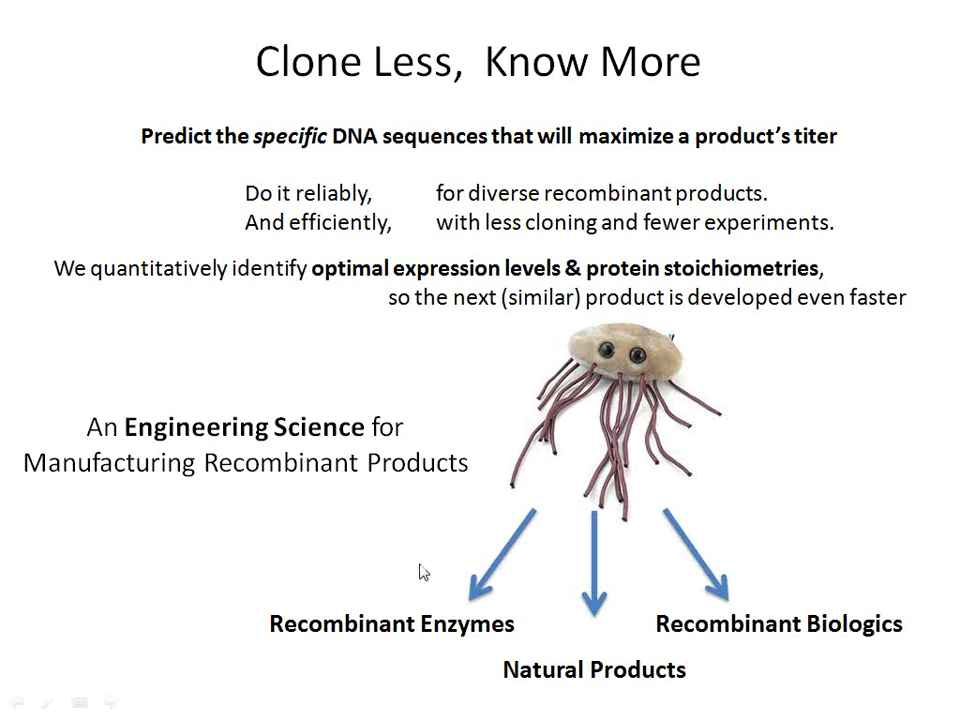 Clone Less, Know More
Predict the specific DNA sequences that will maximize a product's titer
Do it reliably, for diverse recombinant products.
And efficiently, with less cloning and fewer experiments.
We quantitatively identify optimal expression levels & protein stoichiometries,
so the next (similar) product is developed even faster
An Engineering Science for
Manufacturing Recombinant Products
Recombinant Enzymes
Recombinant Biologics
Natural Products